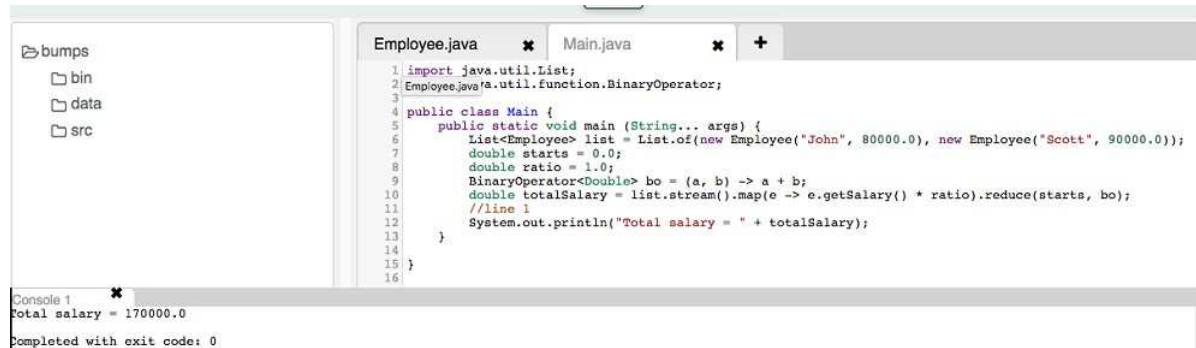 bumps
bin
data
src
Employee.java ✖ Main.java ✖ +
1 import java.util.List;
2 Employee.java a.util.function.BinaryOperator;
3
4 public class Main {
5 public static void main (String... args) {
6 List<Employee> list = List.of(new Employee("John", 80000.0), new Employee("Scott", 90000.0));
7 double starts = 0.0;
8 double ratio = 1.0;
9 BinaryOperator<Double> bo = (a, b) -> a + b;
10 double totalSalary = list.stream().map(e -> e.getSalary() * ratio).reduce(starts, bo);
11 //line 1
12 System.out.println("Total salary = " + totalSalary);
13 }
14
15 }
16
Console 1 ✖
Total salary = 170000.0
Completed with exit code: 0